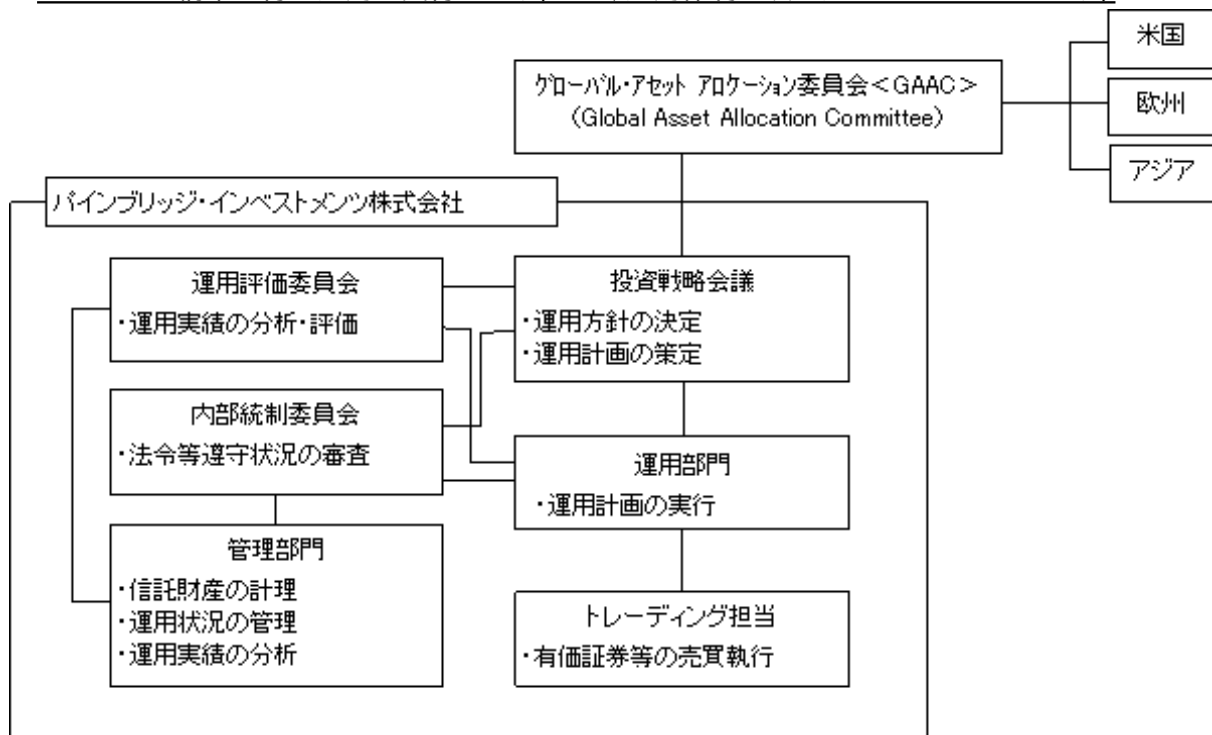 グローバル・アセット アロケーション委員会<GAAC>
(Global Asset Allocation Committee)
米国
欧州
アジア
パインブリッジ・インベストメンツ株式会社
運用評価委員会
・運用実績の分析・評価
投資戦略会議
・運用方針の決定
・運用計画の策定
内部統制委員会
・法令等遵守状況の審査
運用部門
・運用計画の実行
管理部門
・信託財産の計理
・運用状況の管理
・運用実績の分析
トレーディング担当
・有価証券等の売買執行